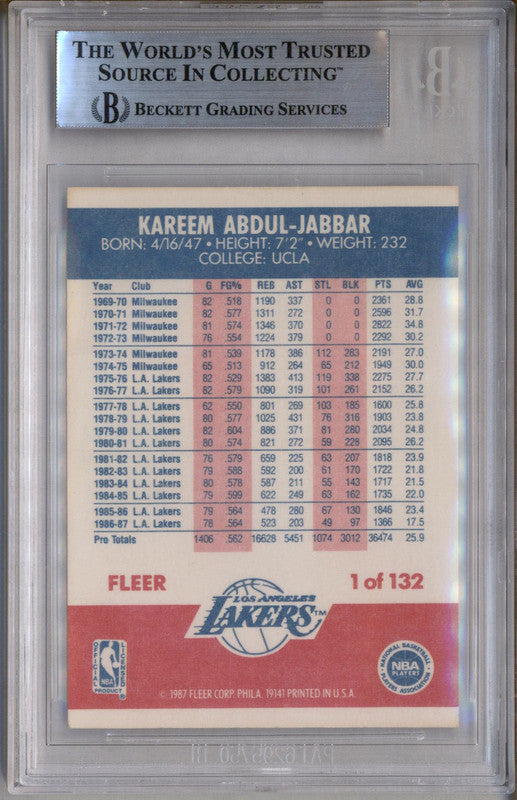 THE WORLD'S MOST TRUSTED
SOURCE IN COLLECTING™
B BECKETT GRADING SERVICES
KAREEM ABDUL-JABBAR
BORN: 4/16/47 • HEIGHT: 7'2" • WEIGHT: 232
COLLEGE: UCLA
Year Club G FG% REB AST STL BLK PTS AVG
1969-70 Milwaukee 82 .518 1190 337 0 0 2361 28.8
1970-71 Milwaukee 82 .577 1311 272 0 0 2596 31.7
1971-72 Milwaukee 81 .574 1346 370 0 0 2822 34.8
1972-73 Milwaukee 76 .554 1224 379 0 0 2292 30.2
1973-74 Milwaukee 81 .539 1178 386 112 283 2191 27.0
1974-75 Milwaukee 65 .513 912 264 65 212 1949 30.0
1975-76 L.A. Lakers 82 .529 1383 413 119 338 2275 27.7
1976-77 L.A. Lakers 82 .579 1090 319 101 261 2152 26.2
1977-78 L.A. Lakers 62 .550 801 269 103 185 1600 25.8
1978-79 L.A. Lakers 80 .577 1025 431 76 316 1903 23.8
1979-80 L.A. Lakers 82 .604 886 371 81 280 2034 24.8
1980-81 L.A. Lakers 80 .574 821 272 59 228 2095 26.2
1981-82 L.A. Lakers 76 .579 659 225 63 207 1818 23.9
1982-83 L.A. Lakers 79 .588 592 200 61 170 1722 21.8
1983-84 L.A. Lakers 80 .578 587 211 55 143 1717 21.5
1984-85 L.A. Lakers 79 .599 622 249 63 162 1735 22.0
1985-86 L.A. Lakers 79 .564 478 280 67 130 1846 23.4
1986-87 L.A. Lakers 78 .564 523 203 49 97 1366 17.5
Pro Totals 1406 .562 16628 5451 1074 3012 36474 25.9
FLEER 1 of 132
LOS ANGELES
LAKERS™
OFFICIAL LICENSED
NBA
PRODUCT
NATIONAL BASKETBALL
NBA
PLAYERS
PLAYERS ASSOCIATION
© 1987 FLEER CORP. PHILA. 19141 PRINTED IN U.S.A.